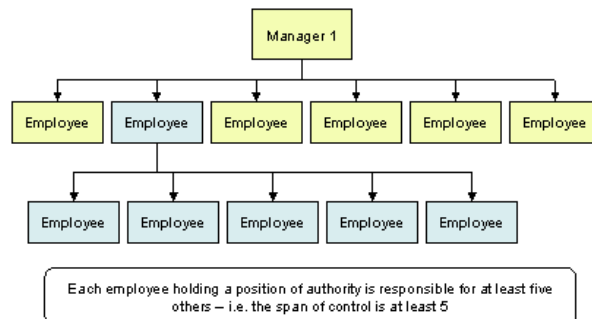 Manager 1
Employee Employee Employee Employee Employee Employee
Employee Employee Employee Employee Employee
Each employee holding a position of authority is responsible for at least five
others – i.e. the span of control is at least 5